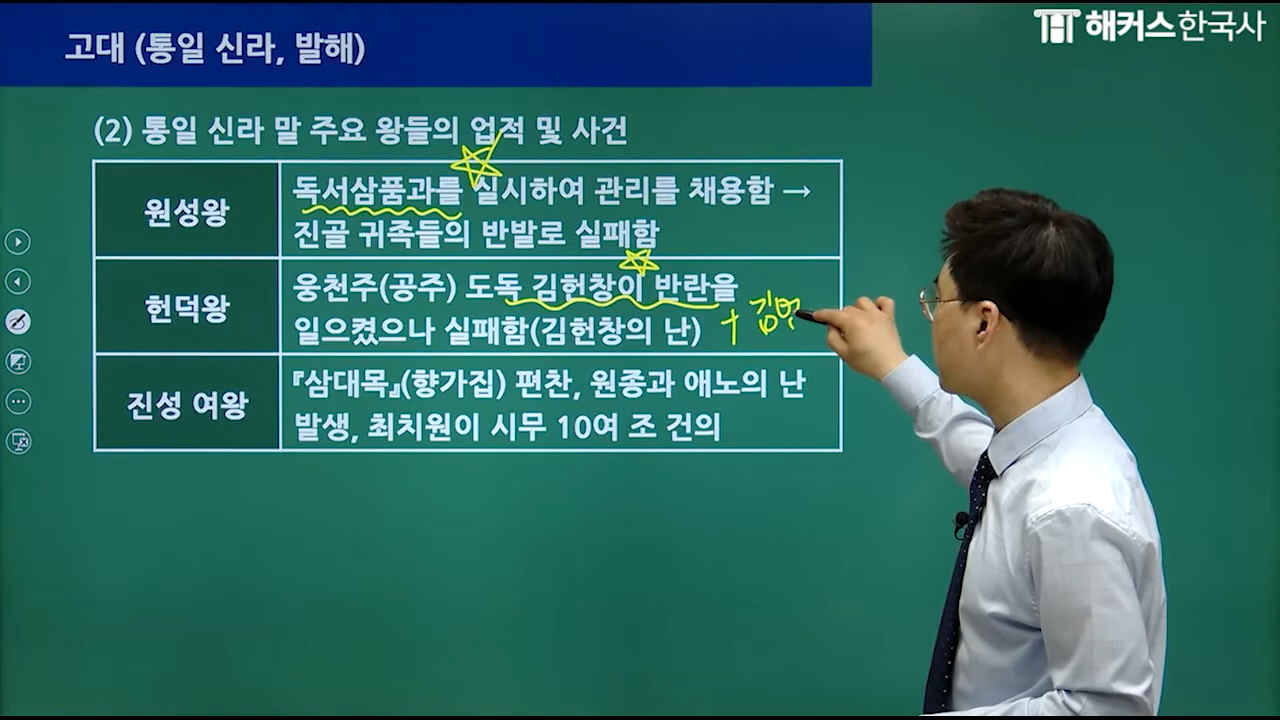 해커스한국사
고대 (통일 신라, 발해)
(2) 통일 신라 말 주요 왕들의 업적 및 사건
원성왕
독서삼품과를 실시하여 관리를 채용함 →
진골 귀족들의 반발로 실패함
헌덕왕
웅천주(공주) 도독 김헌창이 반란을
일으켰으나 실패함(김헌창의 난) + 김
진성 여왕
『삼대목』(향가집) 편찬, 원종과 애노의 난
발생, 최치원이 시무 10여 조 건의